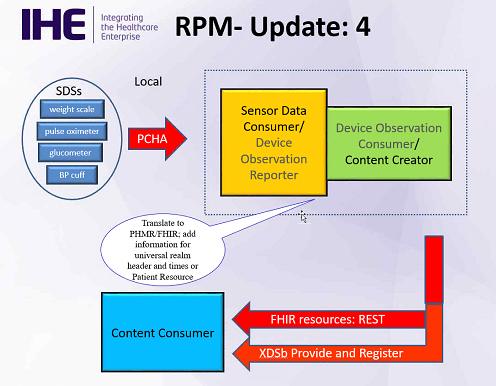 IHE
Integrating
the Healthcare
Enterprise
RPM- Update: 4
SDSs
weight scale
pulse oximeter
glucometer
BP cuff
Local
PCHA
Sensor Data
Consumer/
Device
Observation
Reporter
Device Observation
Consumer/
Content Creator
Translate to
PHMR/FHIR; add
information for
universal realm
header and times or
Patient Resource
Content Consumer
FHIR resources: REST
XDSb Provide and Register